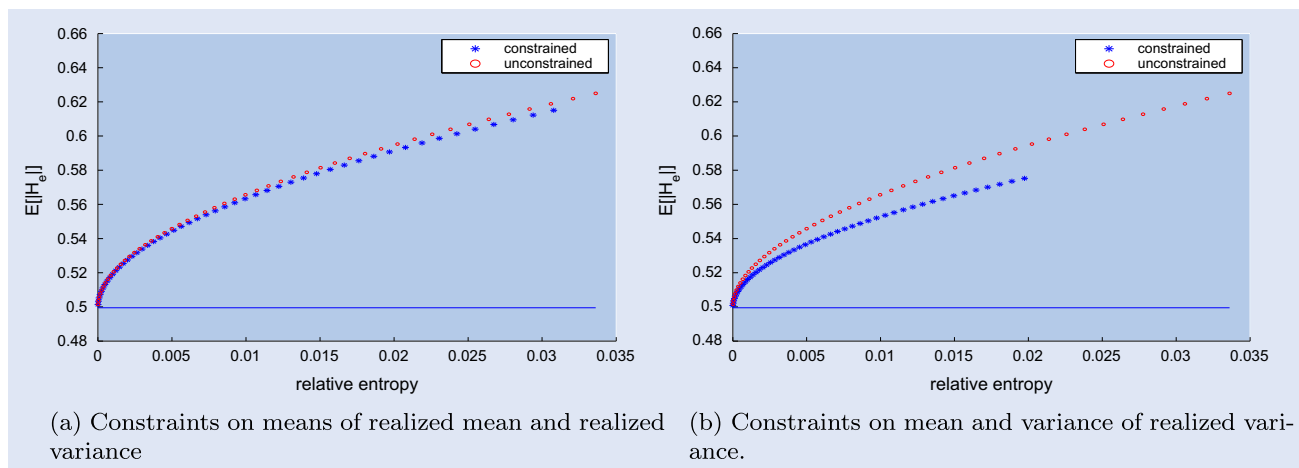 0.66
0.64
0.62
0.6
0.58
0.56
0.54
0.52
0.5
0.48
E[|H_e|]
constrained
unconstrained
0 0.005 0.01 0.015 0.02 0.025 0.03 0.035
relative entropy
(a) Constraints on means of realized mean and realized
variance
0.66
0.64
0.62
0.6
0.58
0.56
0.54
0.52
0.5
0.48
E[|H_e|]
constrained
unconstrained
0 0.005 0.01 0.015 0.02 0.025 0.03 0.035
relative entropy
(b) Constraints on mean and variance of realized vari-
ance.